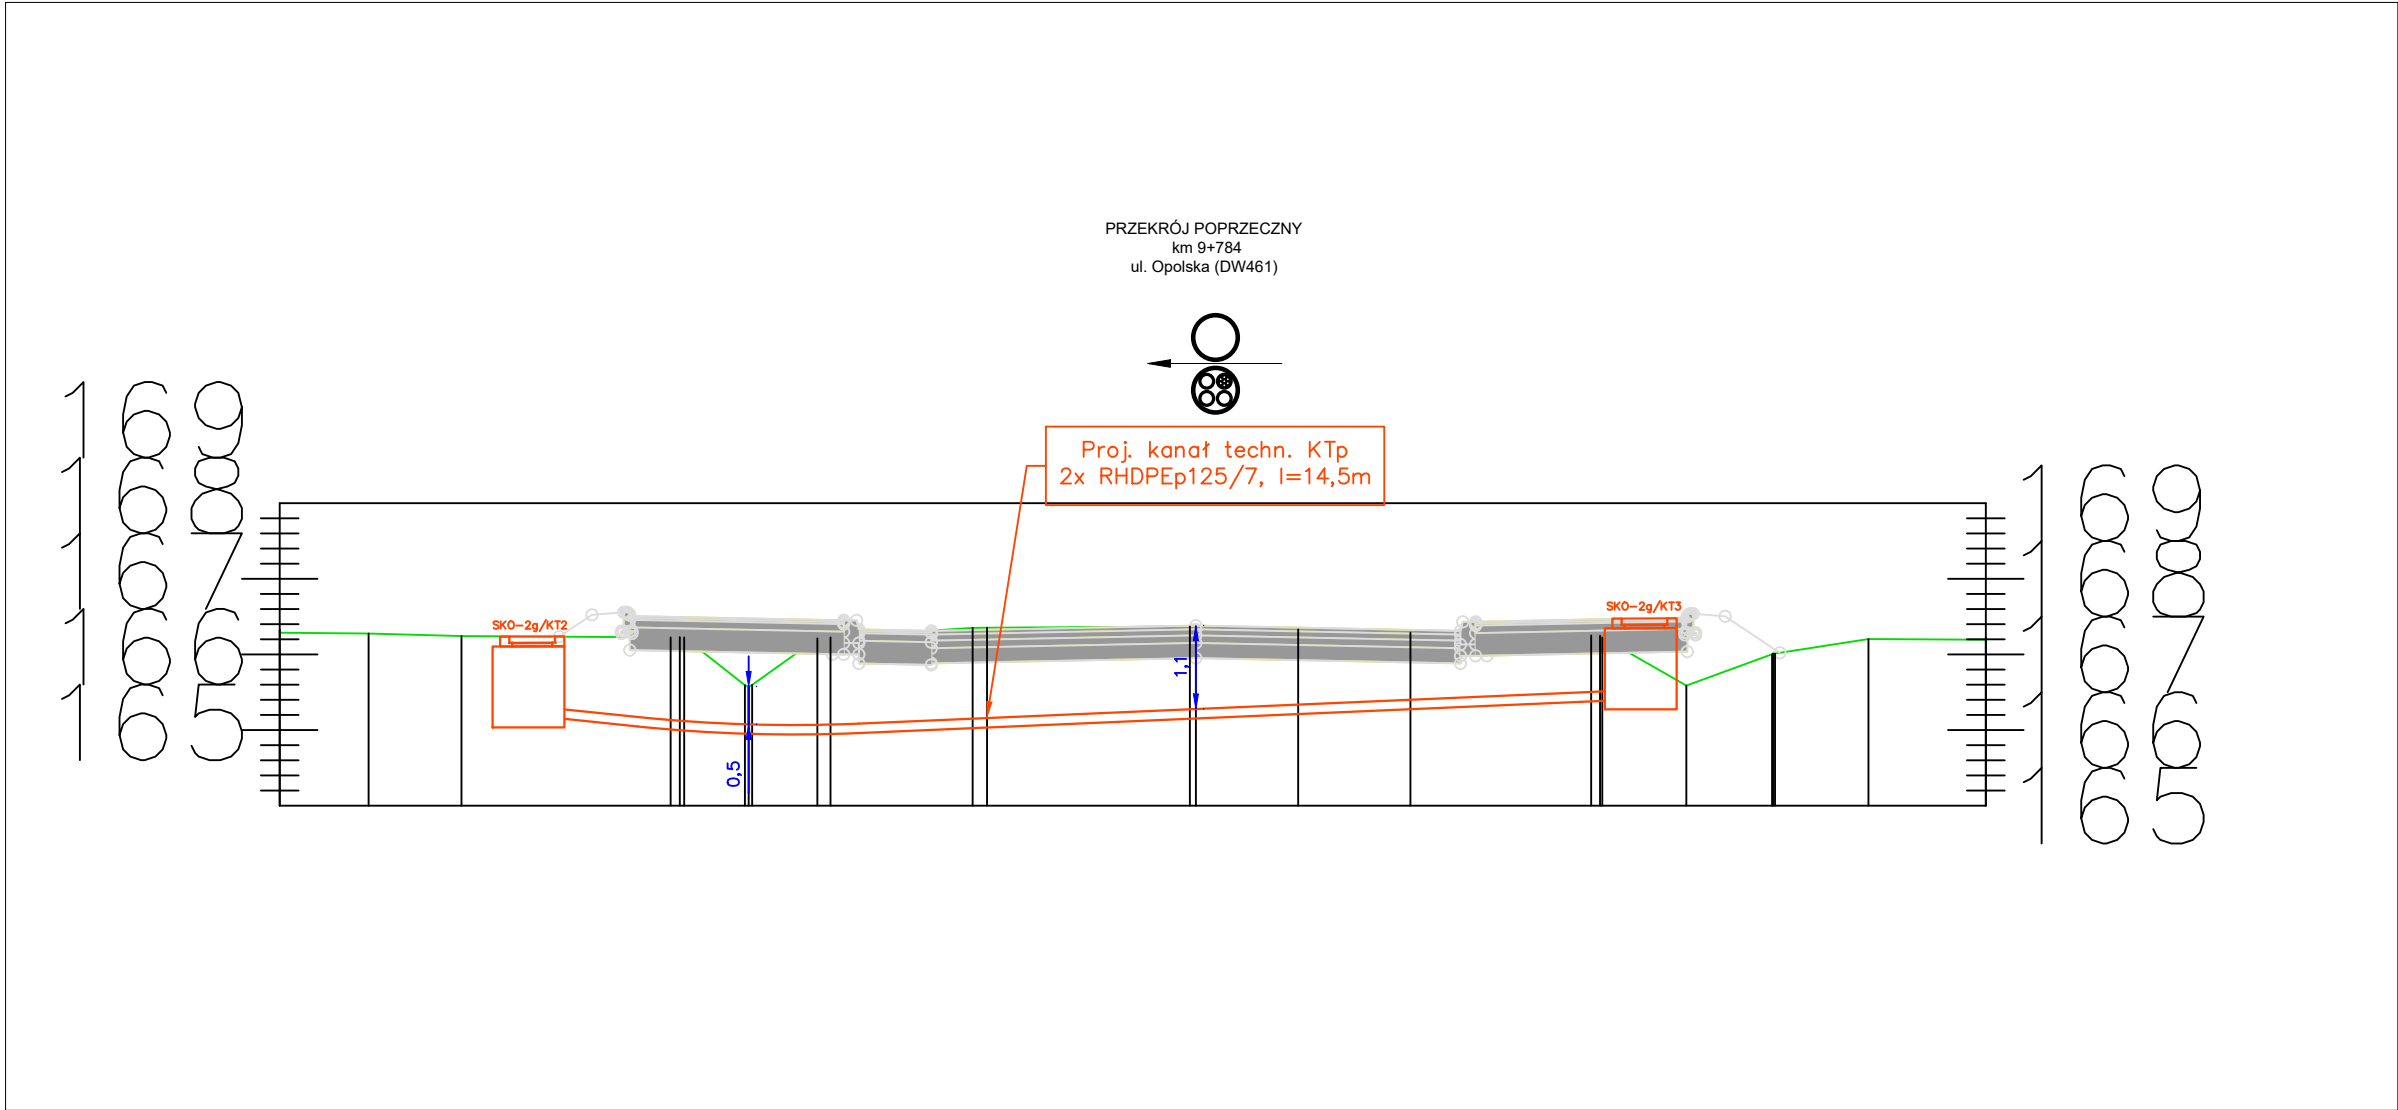 PRZEKRÓJ POPRZECZNY
km 9+784
ul. Opolska (DW461)
Proj. kanał techn. KTp
2x RHDPEp125/7, l=14,5m
169
168
167
166
165
169
168
167
166
165
SKO-2g/KT2
SKO-2g/KT3
1,1
0,5